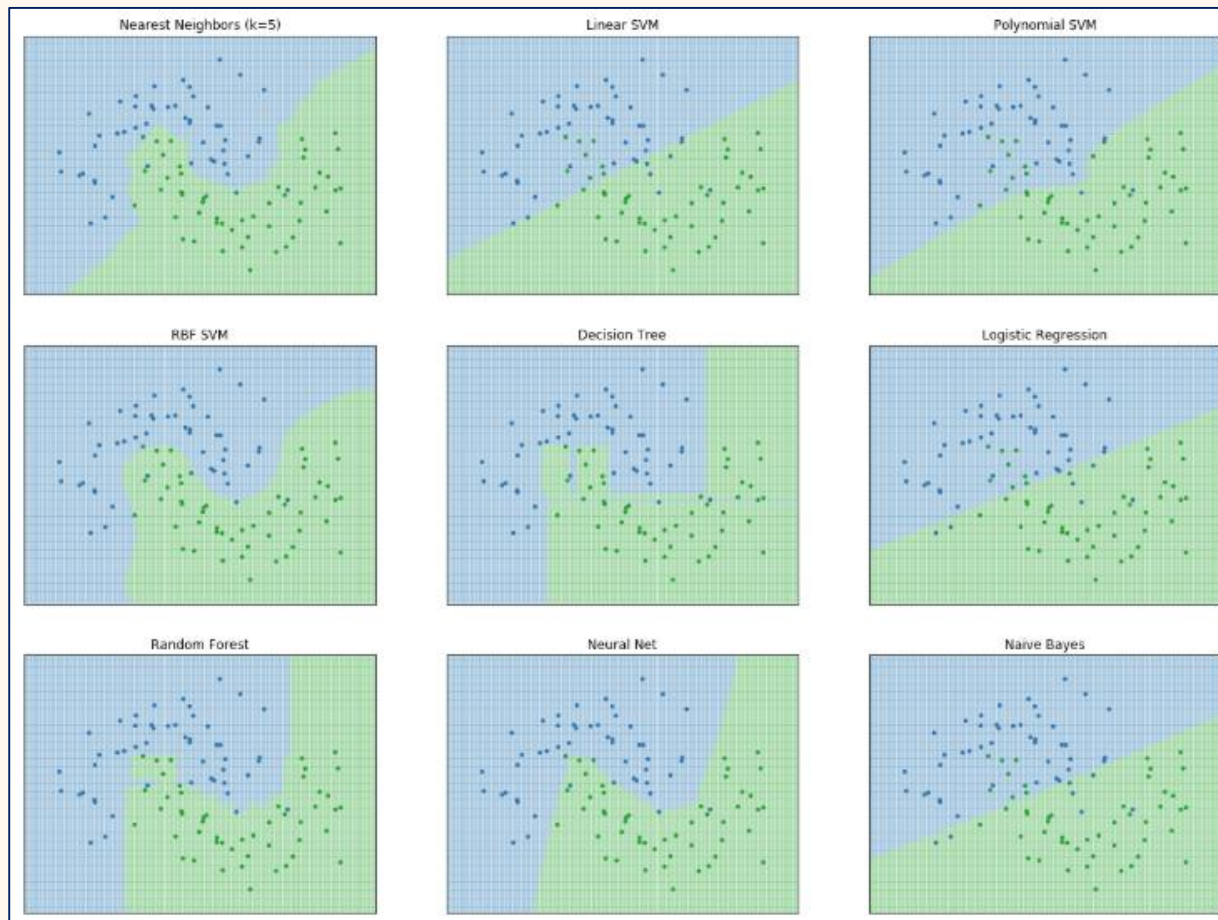 Nearest Neighbors (k=5)
Linear SVM
Polynomial SVM
RBF SVM
Decision Tree
Logistic Regression
Random Forest
Neural Net
Naive Bayes